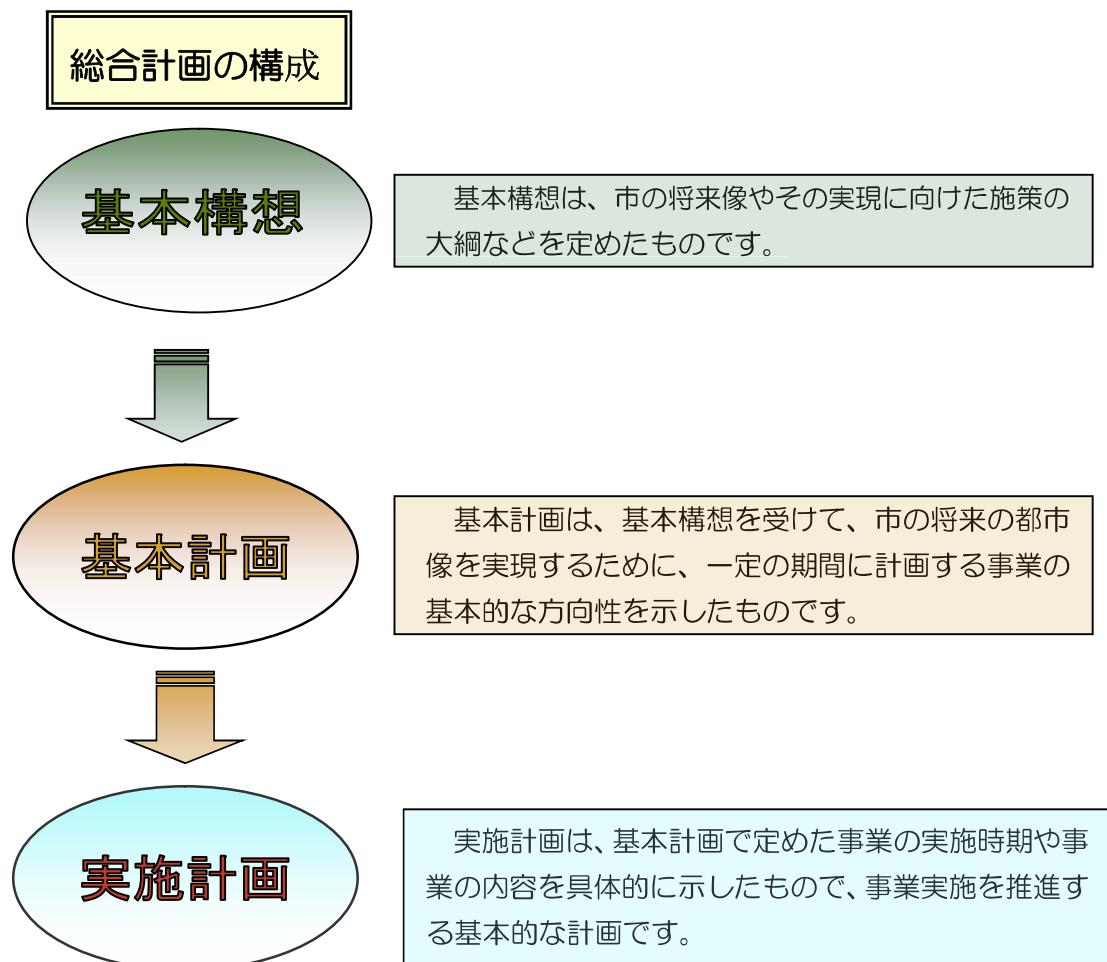 総合計画の構成
基本構想
基本構想は、市の将来像やその実現に向けた施策の
大綱などを定めたものです。
基本計画
基本計画は、基本構想を受けて、市の将来の都市
像を実現するために、一定の期間に計画する事業の
基本的な方向性を示したものです。
実施計画
実施計画は、基本計画で定めた事業の実施時期や事
業の内容を具体的に示したもので、事業実施を推進す
る基本的な計画です。